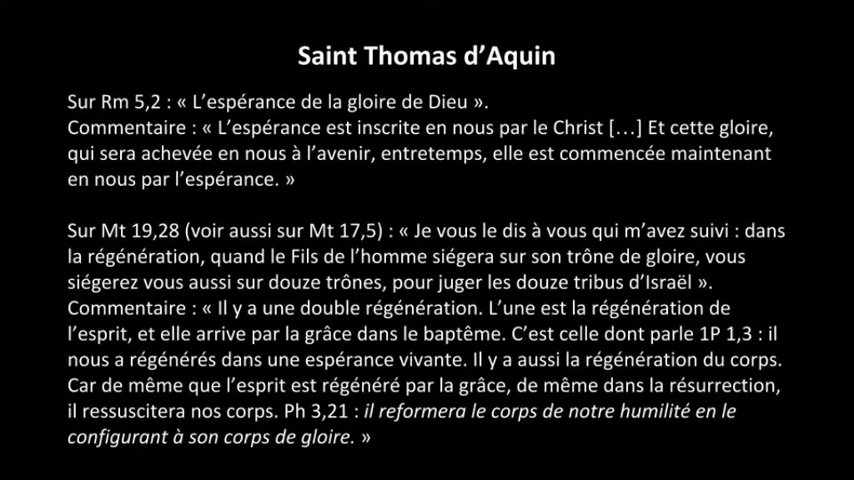 Saint Thomas d’Aquin
Sur Rm 5,2 : « L’espérance de la gloire de Dieu ».
Commentaire : « L’espérance est inscrite en nous par le Christ […] Et cette gloire,
qui sera achevée en nous à l’avenir, entretemps, elle est commencée maintenant
en nous par l’espérance. »
Sur Mt 19,28 (voir aussi sur Mt 17,5) : « Je vous le dis à vous qui m’avez suivi : dans
la régénération, quand le Fils de l’homme siégera sur son trône de gloire, vous
siégerez vous aussi sur douze trônes, pour juger les douze tribus d’Israël ».
Commentaire : « Il y a une double régénération. L’une est la régénération de
l’esprit, et elle arrive par la grâce dans le baptême. C’est celle dont parle 1P 1,3 : il
nous a régénérés dans une espérance vivante. Il y a aussi la régénération du corps.
Car de même que l’esprit est régénéré par la grâce, de même dans la résurrection,
il ressuscitera nos corps. Ph 3,21 : il reformera le corps de notre humilité en le
configurant à son corps de gloire. »